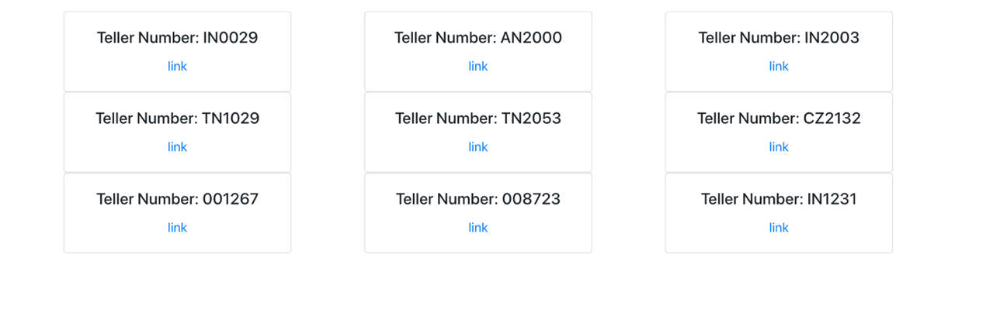 Teller Number: IN0029
link
Teller Number: AN2000
link
Teller Number: IN2003
link
Teller Number: TN1029
link
Teller Number: TN2053
link
Teller Number: CZ2132
link
Teller Number: 001267
link
Teller Number: 008723
link
Teller Number: IN1231
link